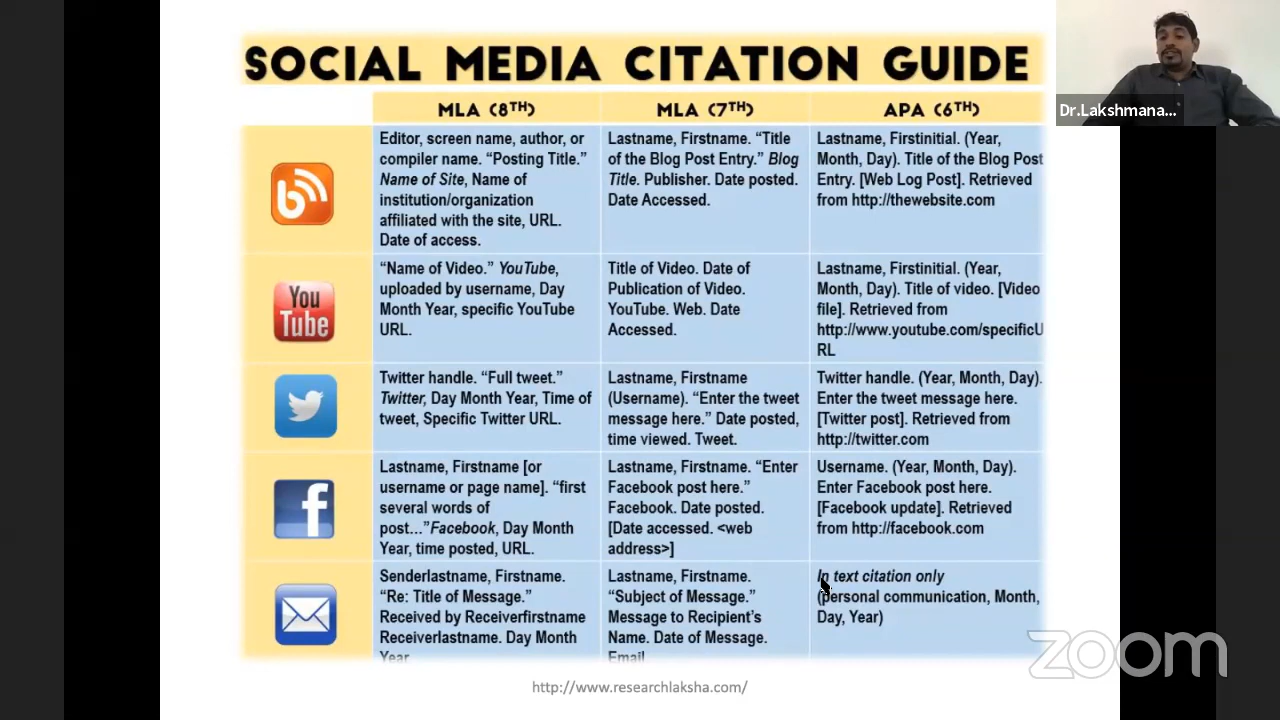 SOCIAL MEDIA CITATION GUIDE
Dr.Lakshmana...
MLA (8TH)
MLA (7TH)
APA (6TH)
Editor, screen name, author, or
compiler name. “Posting Title.”
Name of Site, Name of
institution/organization
affiliated with the site, URL.
Date of access.
Lastname, Firstname. “Title
of the Blog Post Entry.” Blog
Title. Publisher. Date posted.
Date Accessed.
Lastname, Firstinitial. (Year,
Month, Day). Title of the Blog Post
Entry. [Web Log Post]. Retrieved
from http://thewebsite.com
You
Tube
“Name of Video.” YouTube,
uploaded by username, Day
Month Year, specific YouTube
URL.
Title of Video. Date of
Publication of Video.
YouTube. Web. Date
Accessed.
Lastname, Firstinitial. (Year,
Month, Day). Title of video. [Video
file]. Retrieved from
http://www.youtube.com/specificU
RL
Twitter handle. “Full tweet.”
Twitter, Day Month Year, Time of
tweet, Specific Twitter URL.
Lastname, Firstname
(Username). “Enter the tweet
message here.” Date posted,
time viewed. Tweet.
Twitter handle. (Year, Month, Day).
Enter the tweet message here.
[Twitter post]. Retrieved from
http://twitter.com
f
Lastname, Firstname [or
username or page name]. “first
several words of
post…”Facebook, Day Month
Year, time posted, URL.
Lastname, Firstname. “Enter
Facebook post here.”
Facebook. Date posted.
[Date accessed. <web
address>]
Username. (Year, Month, Day).
Enter Facebook post here.
[Facebook update]. Retrieved
from http://facebook.com
Senderlastname, Firstname.
“Re: Title of Message.”
Received by Receiverfirstname
Receiverlastname. Day Month
Year.
Lastname, Firstname.
“Subject of Message.”
Message to Recipient’s
Name. Date of Message.
Email.
In text citation only
(personal communication, Month,
Day, Year)
zoom
http://www.researchlaksha.com/